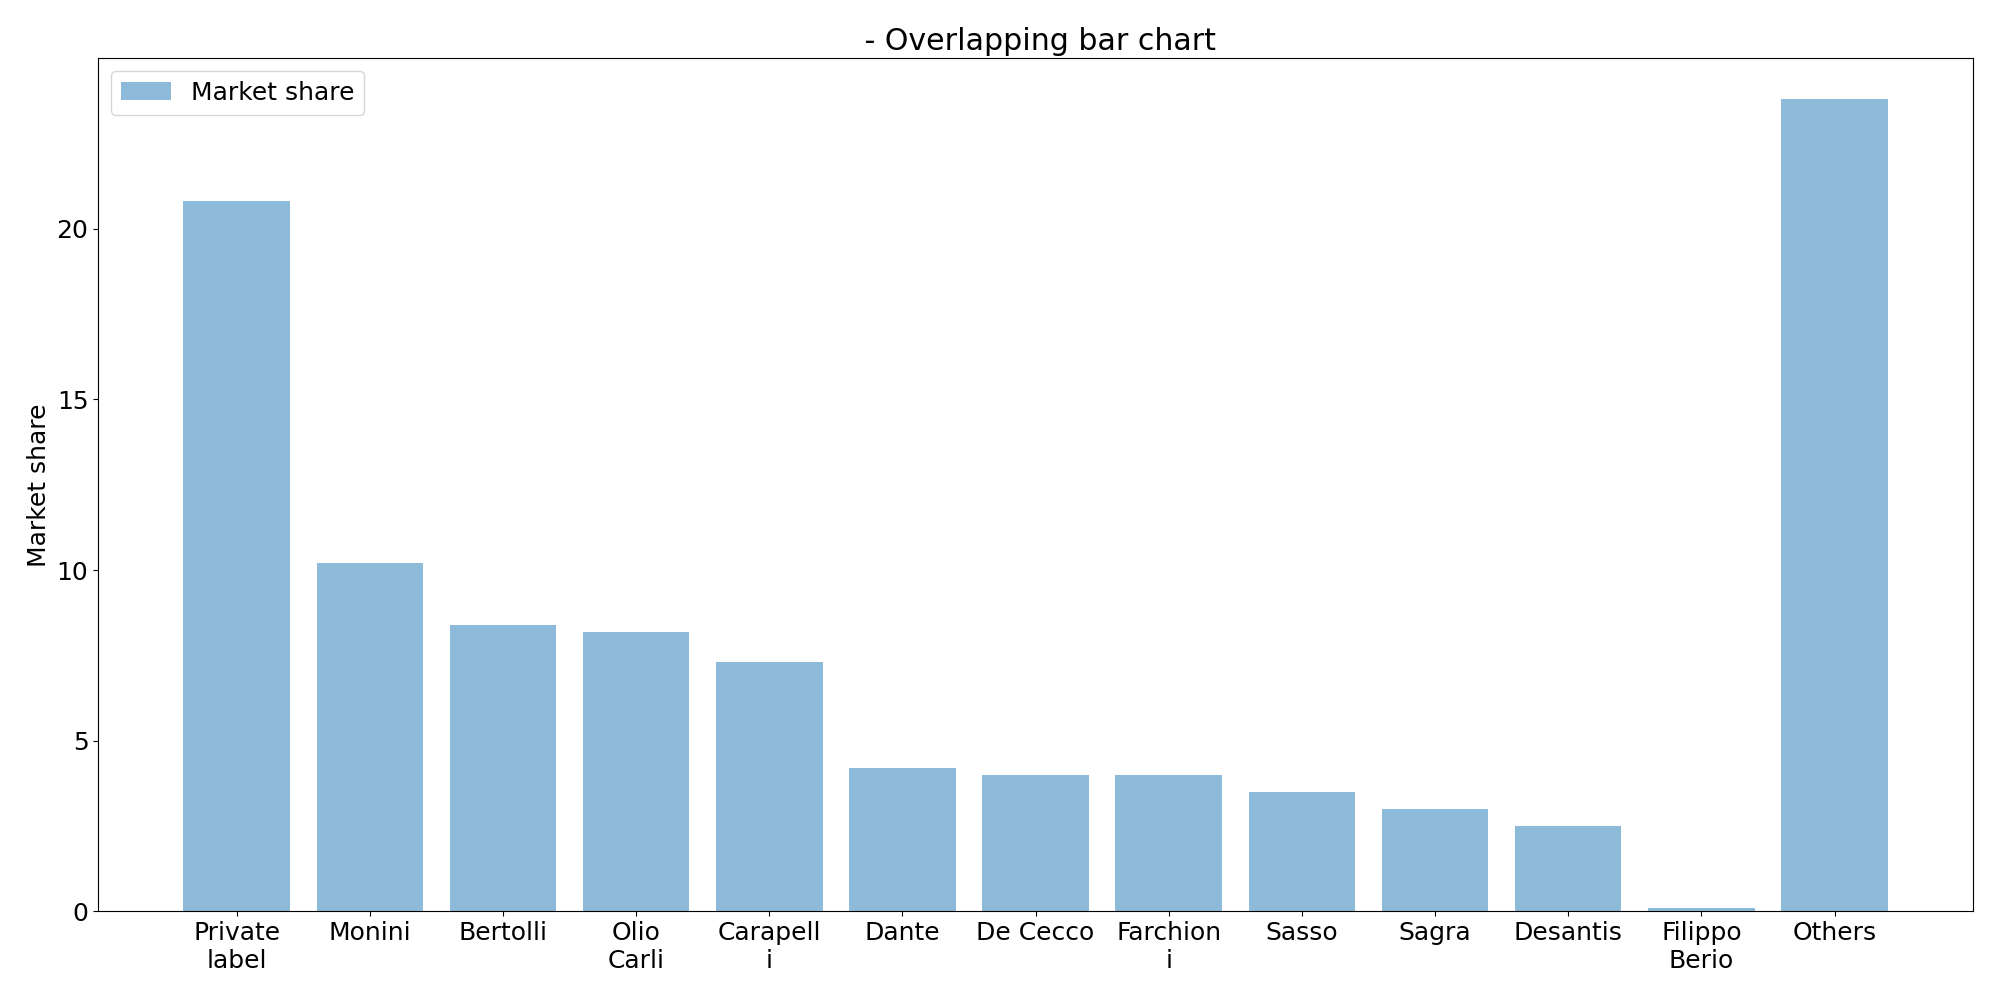 - Overlapping bar chart
Market share
Market share
20
15
10
5
0
Private
label
Monini
Bertolli
Olio
Carli
Carapell
i
Dante
De Cecco
Farchion
i
Sasso
Sagra
Desantis
Filippo
Berio
Others